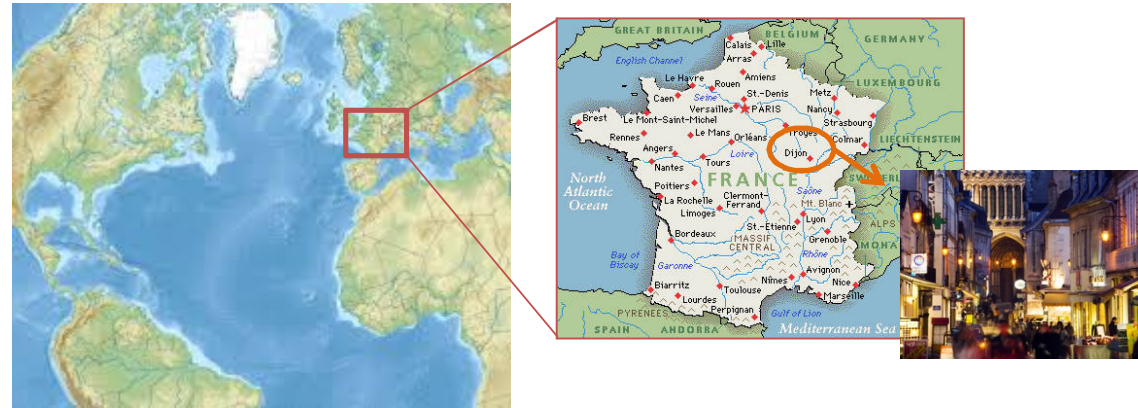 GREAT BRITAIN
BELGIUM
GERMANY
Calais
Lille
English Channel
Arras
Amiens
LUXEMBOURG
Le Havre
Rouen
Caen
Seine
St.-Denis
Metz
Versailles
PARIS
Nancy
Brest
Le Mont-Saint-Michel
Strasbourg
Rennes
Le Mans
Orléans
Troyes
Colmar
LIECHTENSTEIN
Angers
Loire
Dijon
Nantes
Tours
North
Atlantic
Ocean
FRANCE
Poitiers
Saône
La Rochelle
Clermont-
Ferrand
Mt. Blanc
Limoges
Lyon
ALPS
St.-Etienne
Bordeaux
MASSIF
CENTRAL
Grenoble
Bay of
Biscay
Garonne
Rhône
Avignon
Nîmes
Nice
Biarritz
Toulouse
Marseille
Lourdes
PYRENEES
Perpignan
Gulf of Lion
SPAIN
ANDORRA
Mediterranean Sea